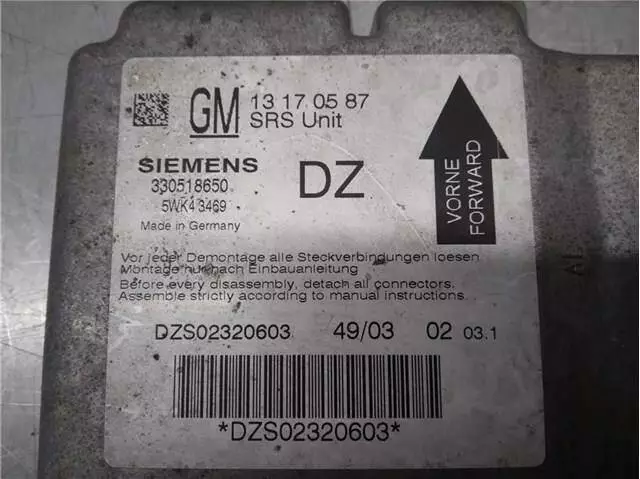 GM 13 17 05 87
SRS Unit
SIEMENS
330518650
5WK43469
Made in Germany
DZ
VORNE
FORWARD
Vor jeder Demontage alle Steckverbindungen loesen
Montage nur nach Einbauanleitung
Before every disassembly, detach all connectors.
Assemble strictly according to manual instructions.
DZS02320603 49/03 02 03.1
*DZS02320603*